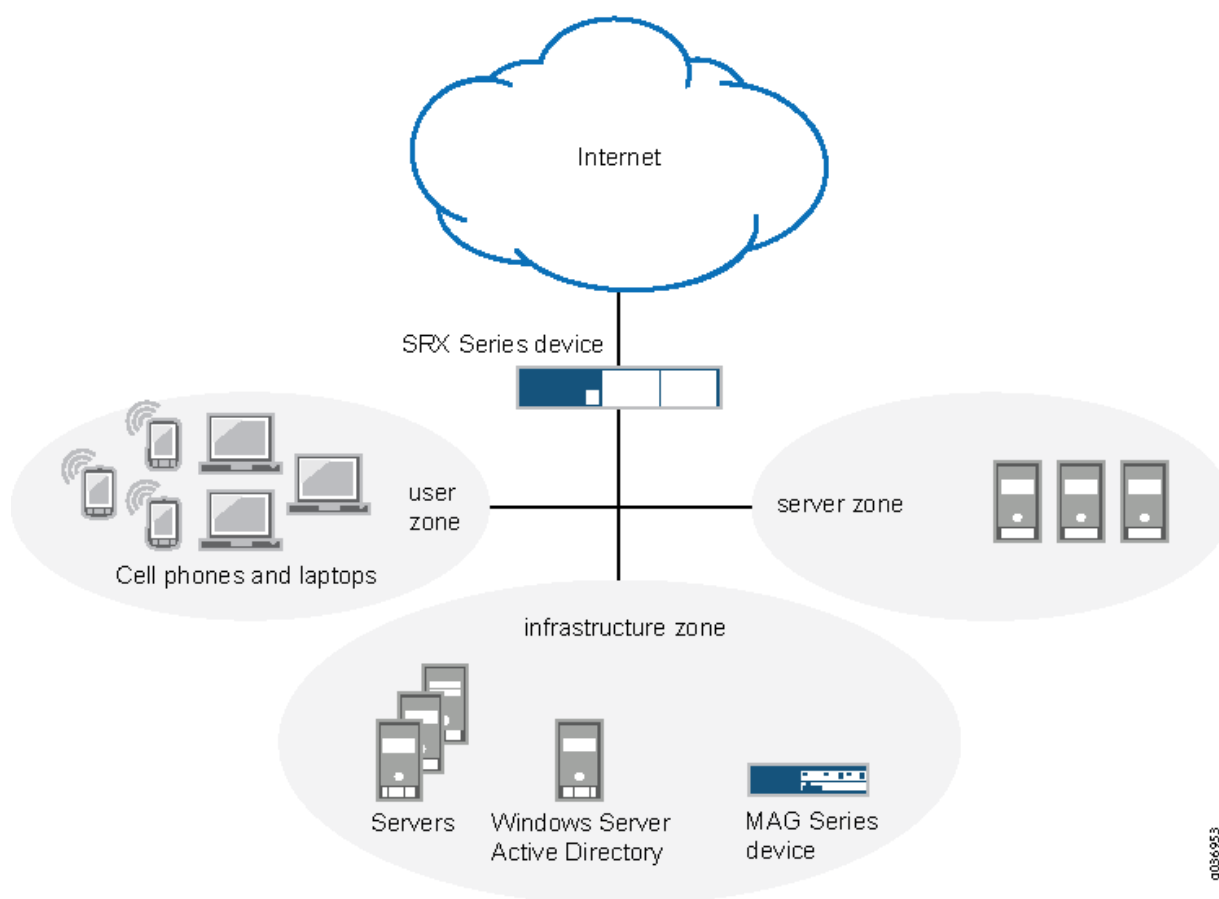 Internet
SRX Series device
user
zone
Cell phones and laptops
server zone
infrastructure zone
Servers
Windows Server
Active Directory
MAG Series
device
g036953